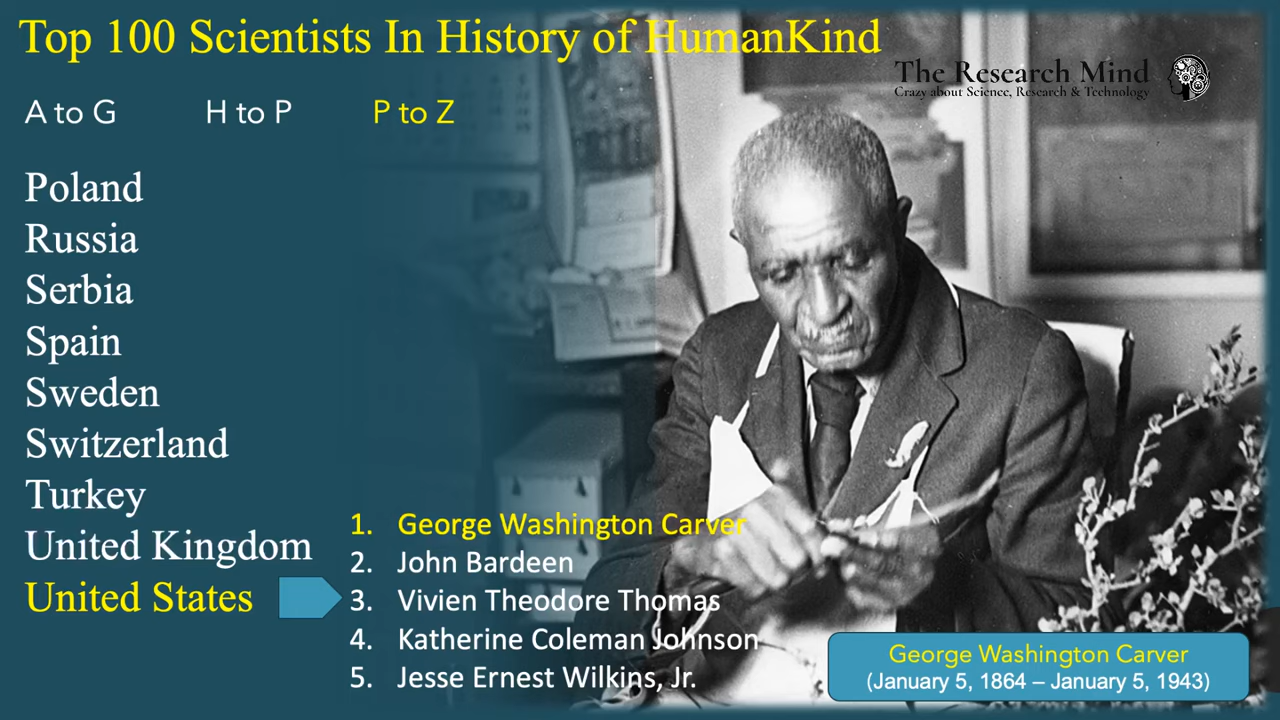 Top 100 Scientists In History of HumanKind
The Research Mind
Crazy about Science, Research & Technology
A to G H to P P to Z
Poland
Russia
Serbia
Spain
Sweden
Switzerland
Turkey
United Kingdom
United States
1. George Washington Carver
2. John Bardeen
3. Vivien Theodore Thomas
4. Katherine Coleman Johnson
5. Jesse Ernest Wilkins, Jr.
George Washington Carver
(January 5, 1864 – January 5, 1943)